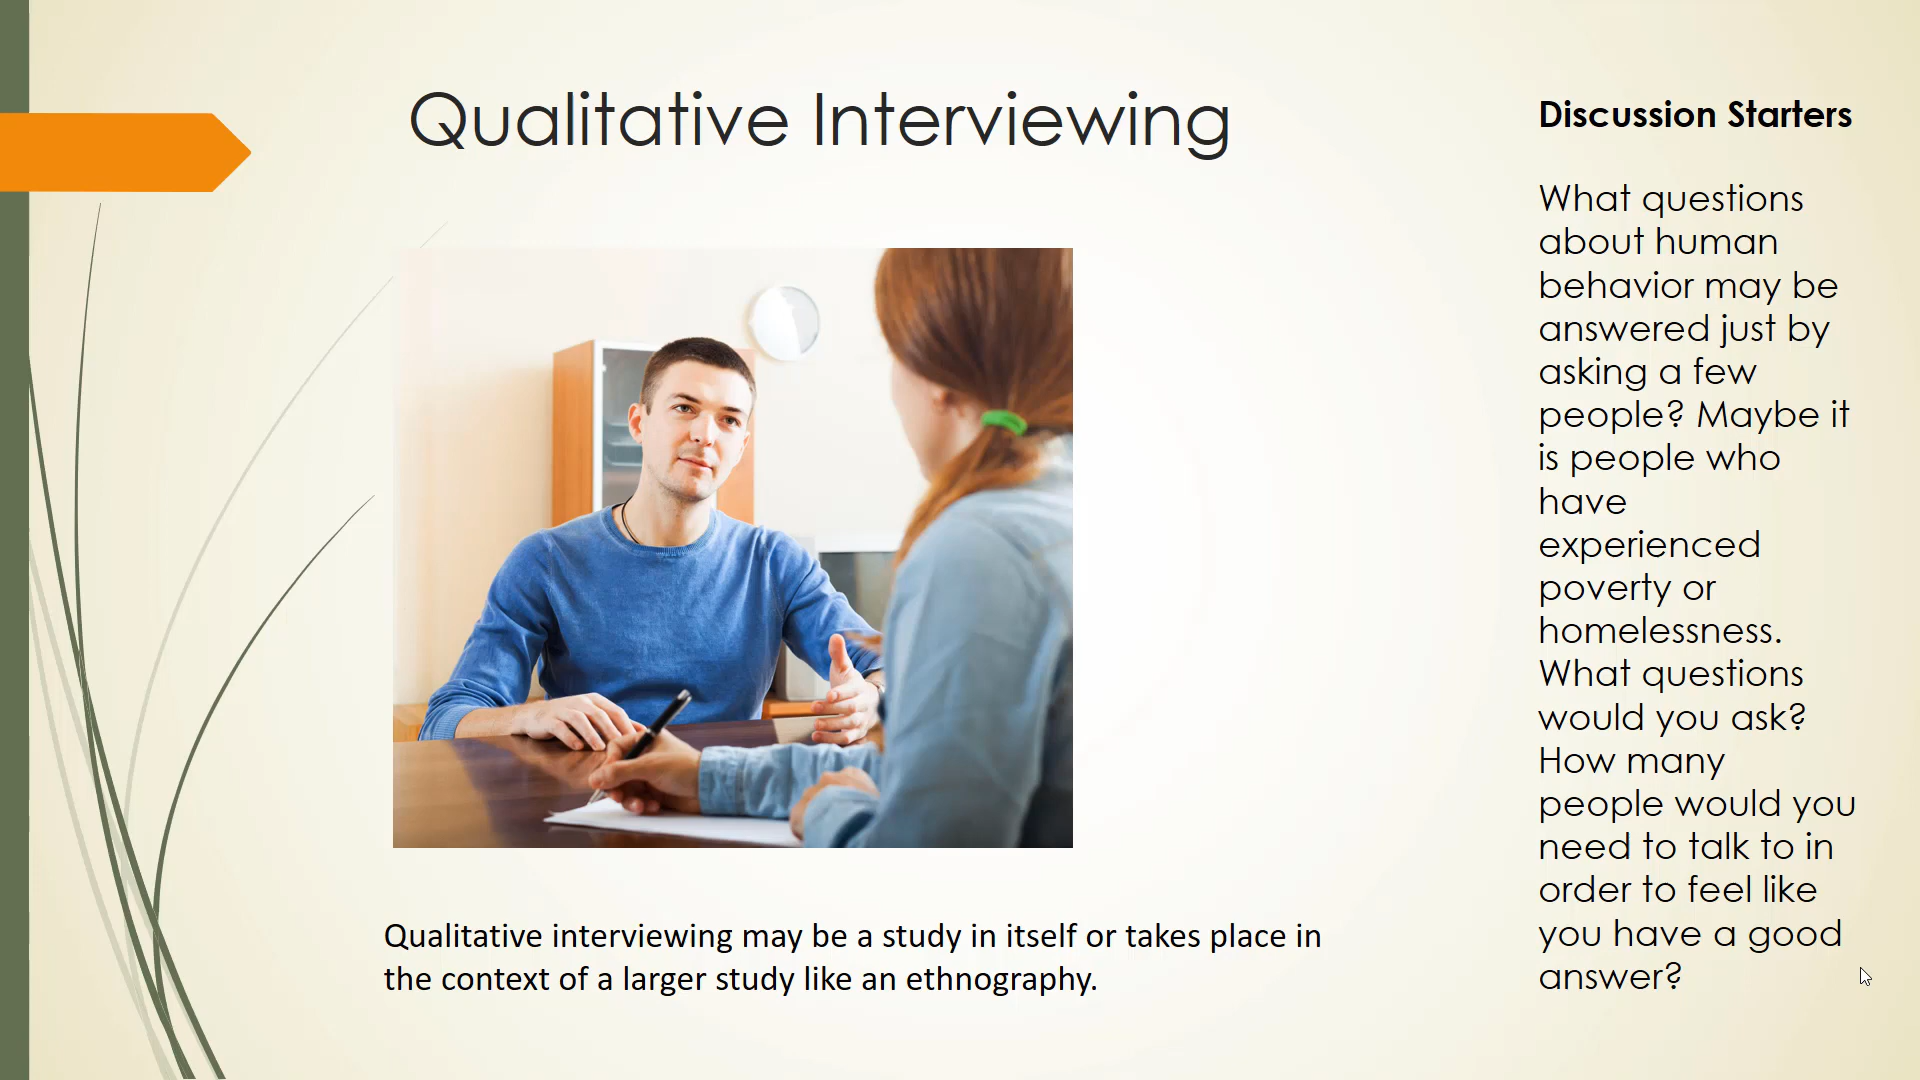 Qualitative Interviewing
Qualitative interviewing may be a study in itself or takes place in
the context of a larger study like an ethnography.
Discussion Starters
What questions
about human
behavior may be
answered just by
asking a few
people? Maybe it
is people who
have
experienced
poverty or
homelessness.
What questions
would you ask?
How many
people would you
need to talk to in
order to feel like
you have a good
answer?